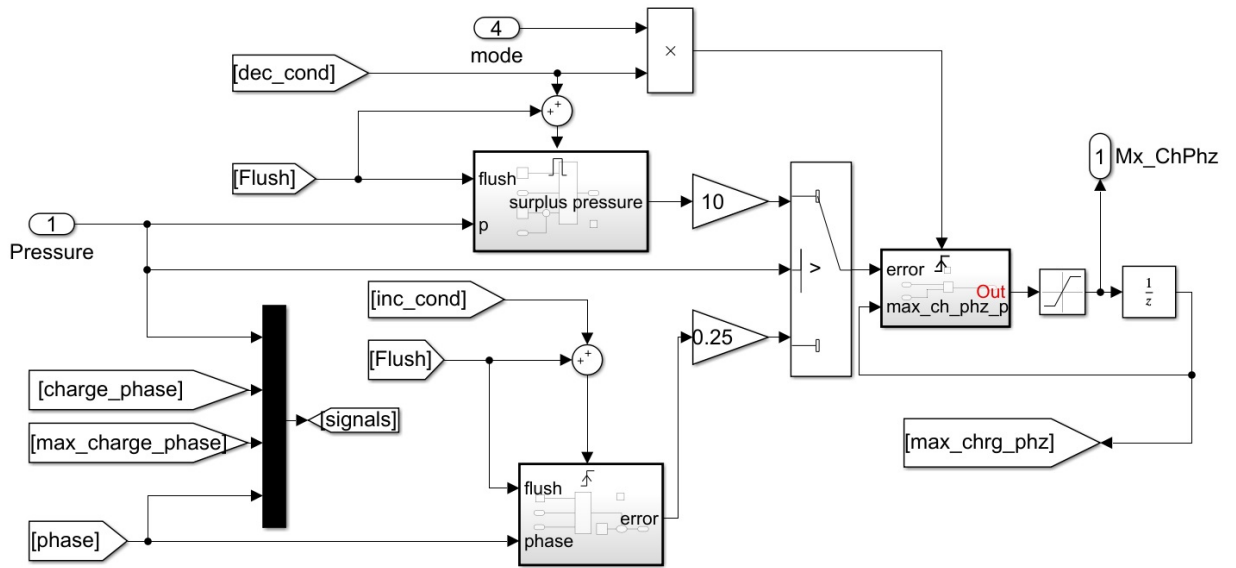 4
mode
×
[dec_cond]
+
+
[Flush]
flush
surplus pressure
p
10
1
Pressure
>
1
Mx_ChPhz
error
Out
max_ch_phz_p
1
z
[inc_cond]
[Flush]
+
+
0.25
[charge_phase]
[signals]
[max_charge_phase]
[max_chrg_phz]
flush
error
phase
[phase]